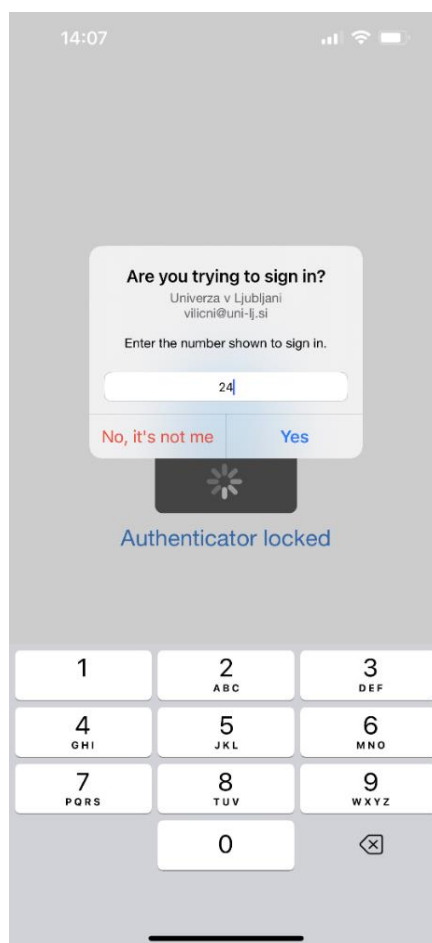 14:07
Are you trying to sign in?
Univerza v Ljubljani
vilicni@uni-lj.si
Enter the number shown to sign in.
24
No, it's not me Yes
Authenticator locked
1 2 3
ABC DEF
4 5 6
GHI JKL MNO
7 8 9
PQRS TUV WXYZ
0